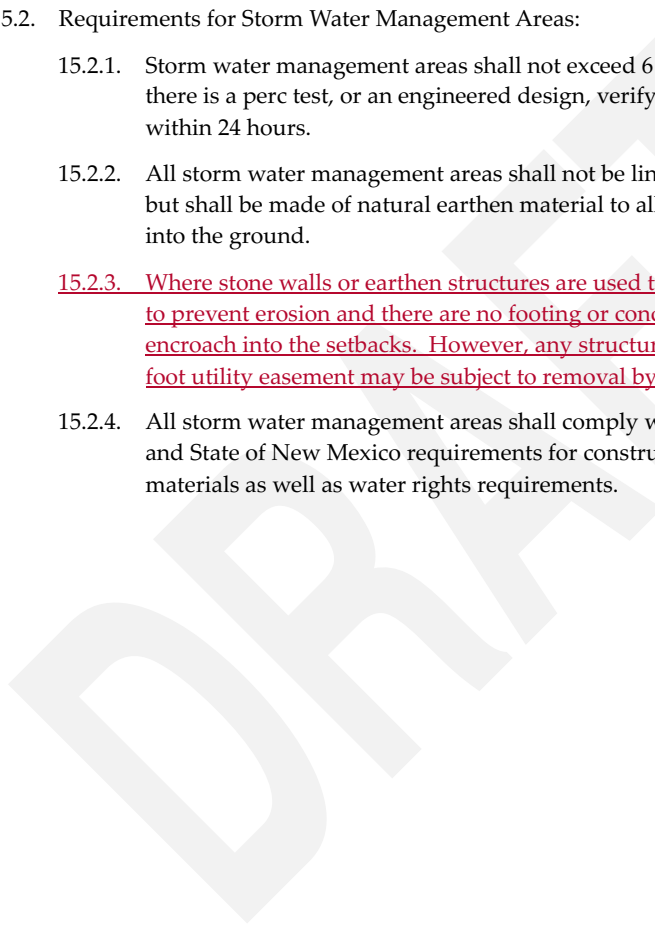 5.2. Requirements for Storm Water Management Areas:
15.2.1. Storm water management areas shall not exceed 6
there is a perc test, or an engineered design, verify
within 24 hours.
15.2.2. All storm water management areas shall not be lin
but shall be made of natural earthen material to all
into the ground.
15.2.3. Where stone walls or earthen structures are used t
to prevent erosion and there are no footing or conc
encroach into the setbacks. However, any structur
foot utility easement may be subject to removal by
15.2.4. All storm water management areas shall comply w
and State of New Mexico requirements for constru
materials as well as water rights requirements.
DRAFT